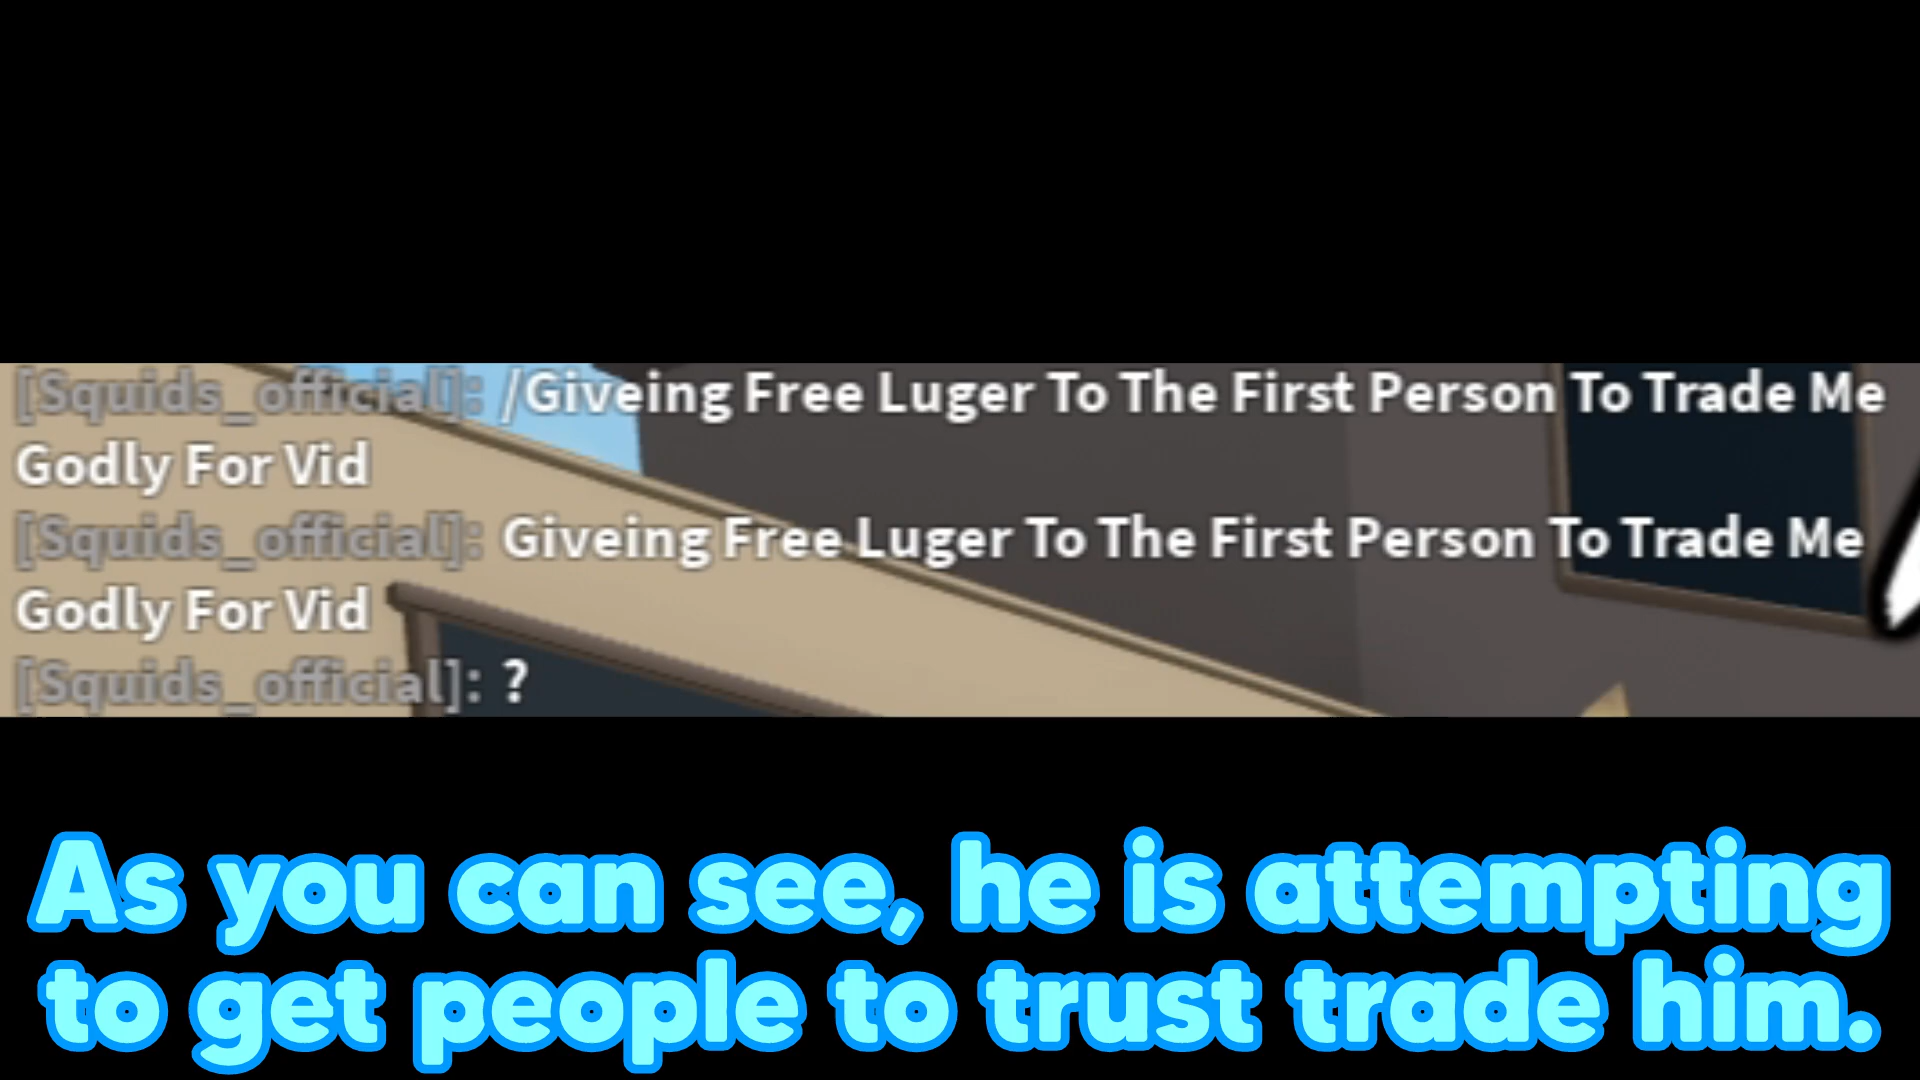 [Squids_official]: /Giveing Free Luger To The First Person To Trade Me
Godly For Vid
[Squids_official]: Giveing Free Luger To The First Person To Trade Me
Godly For Vid
[Squids_official]: ?
As you can see, he is attempting
to get people to trust trade him.